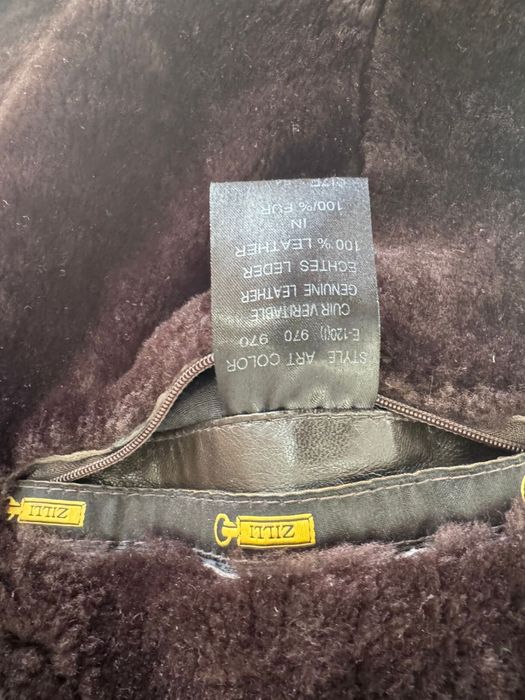 STYLE ART COLOR
E-120(I) 970 970
CUIR VERITABLE
GENUINE LEATHER
ECHTES LEDER
100 % LEATHER
IN
100/% FUR
SIZE
ZILLI
ZILLI